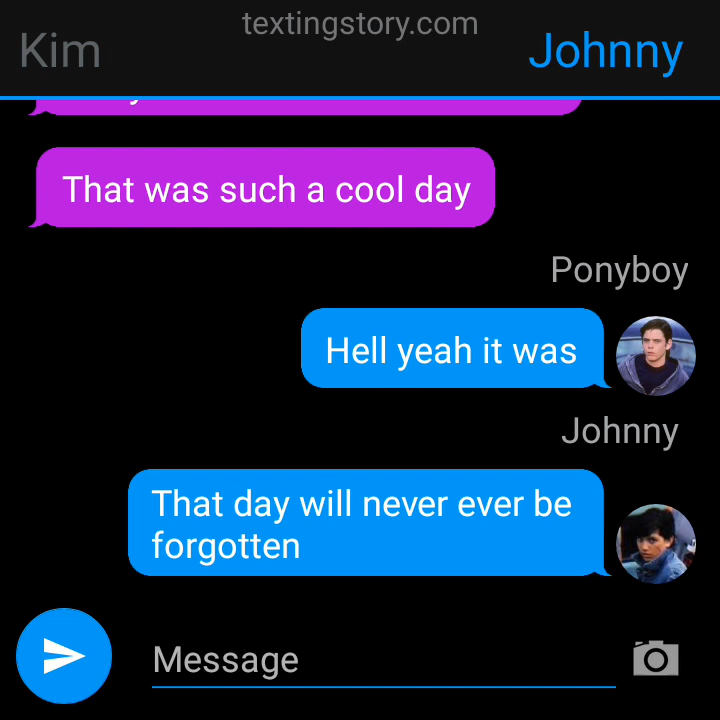 textingstory.com
Kim
Johnny
That was such a cool day
Ponyboy
Hell yeah it was
Johnny
That day will never ever be
forgotten
Message